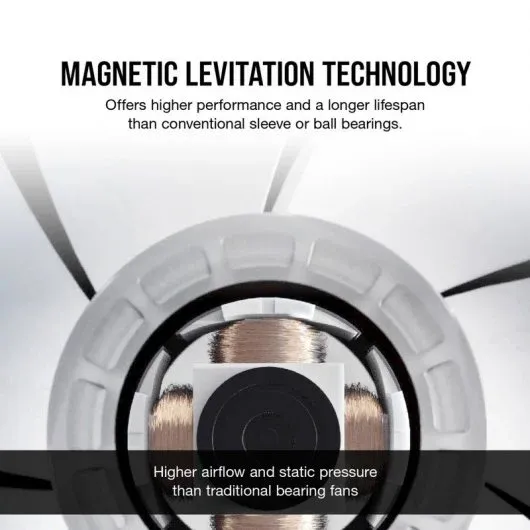 MAGNETIC LEVITATION TECHNOLOGY
Offers higher performance and a longer lifespan
than conventional sleeve or ball bearings.
Higher airflow and static pressure
than traditional bearing fans